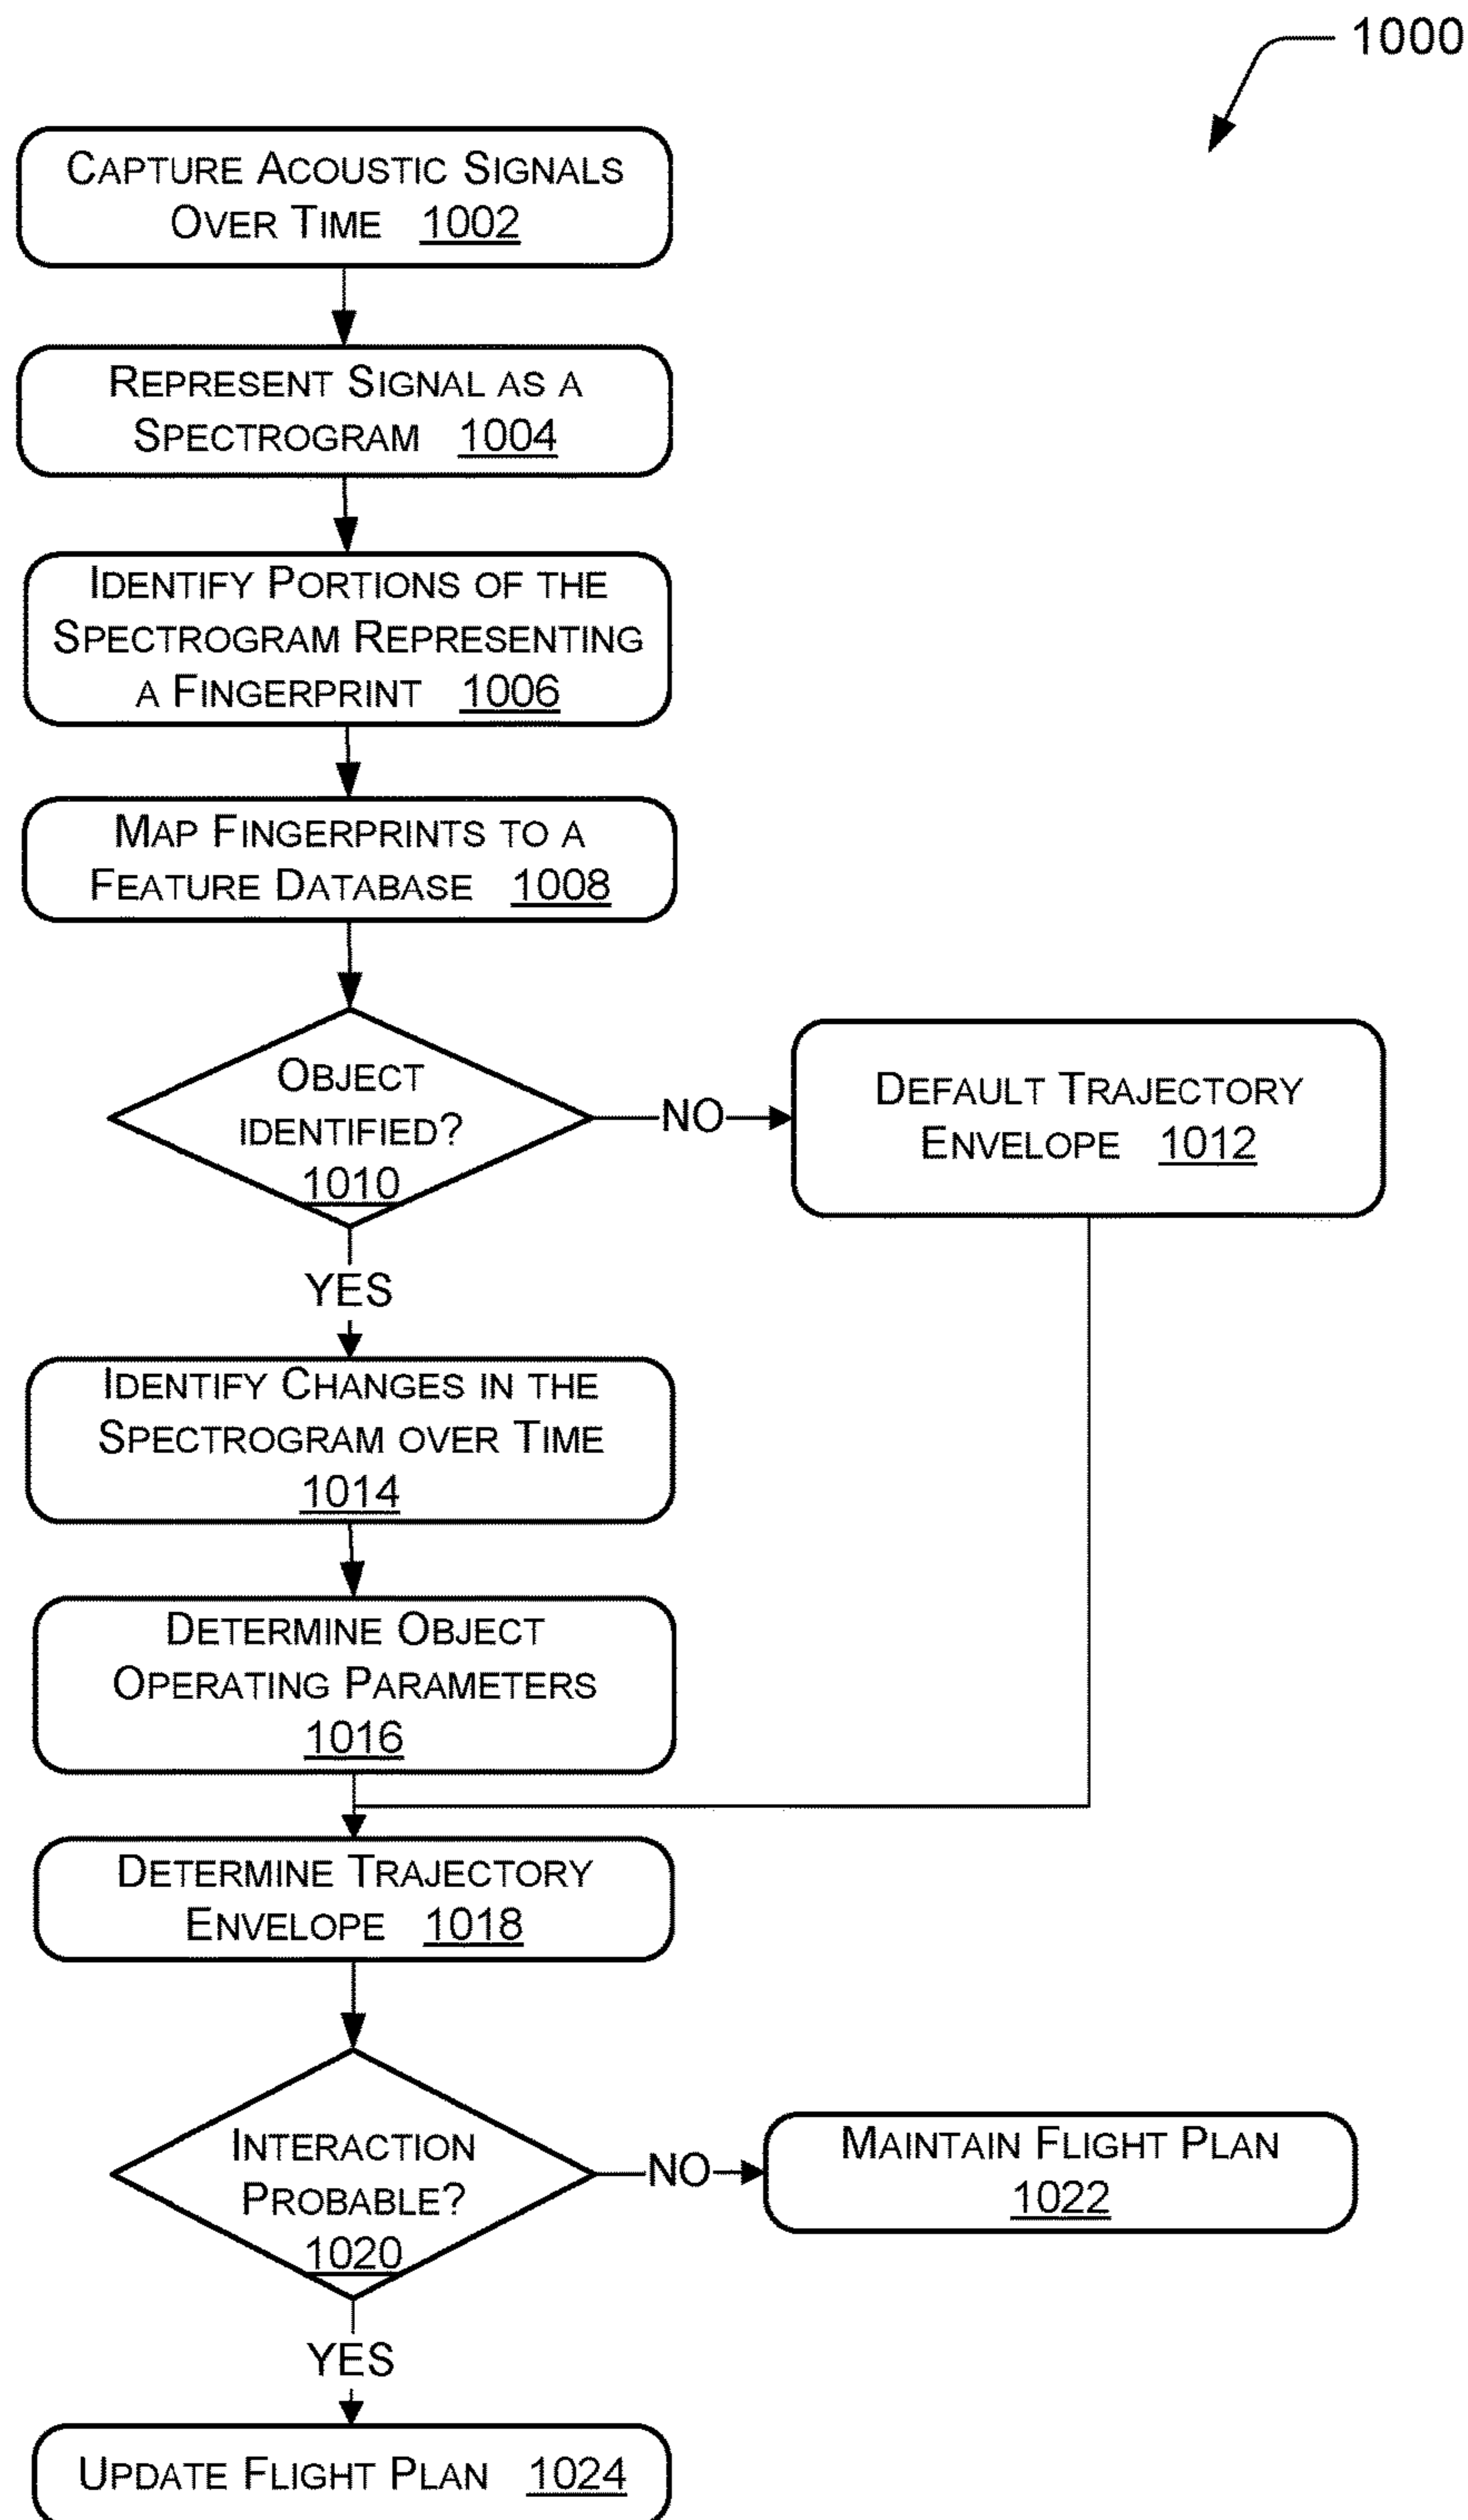 1000
CAPTURE ACOUSTIC SIGNALS
OVER TIME 1002
REPRESENT SIGNAL AS A
SPECTROGRAM 1004
IDENTIFY PORTIONS OF THE
SPECTROGRAM REPRESENTING
A FINGERPRINT 1006
MAP FINGERPRINTS TO A
FEATURE DATABASE 1008
OBJECT
IDENTIFIED?
1010
NO
DEFAULT TRAJECTORY
ENVELOPE 1012
YES
IDENTIFY CHANGES IN THE
SPECTROGRAM OVER TIME
1014
DETERMINE OBJECT
OPERATING PARAMETERS
1016
DETERMINE TRAJECTORY
ENVELOPE 1018
INTERACTION
PROBABLE?
1020
NO
MAINTAIN FLIGHT PLAN
1022
YES
UPDATE FLIGHT PLAN 1024